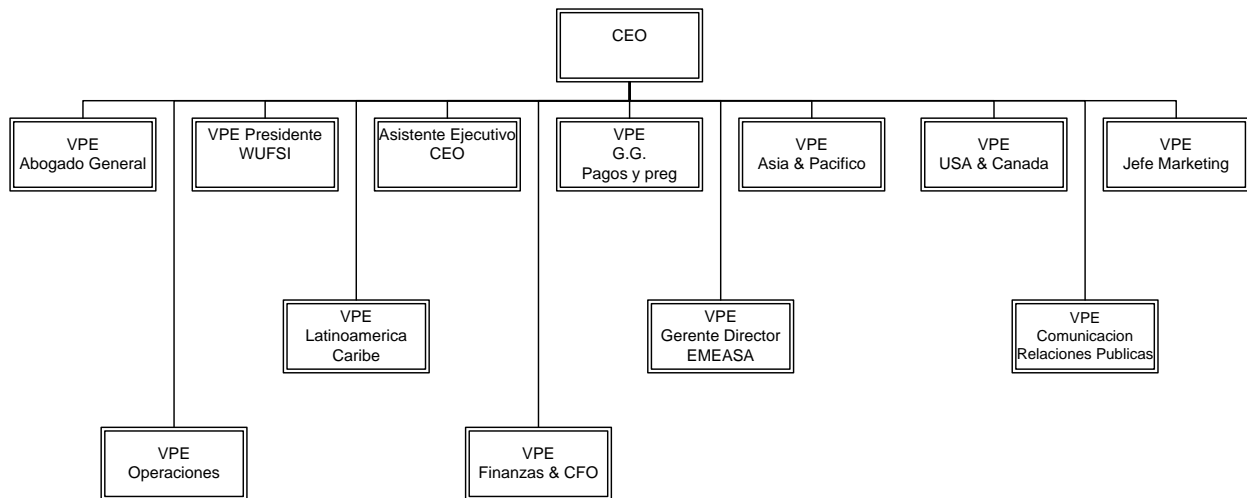 CEO
VPE
Abogado General
VPE Presidente
WUFSI
Asistente Ejecutivo
CEO
VPE
G.G.
Pagos y preg
VPE
Asia & Pacifico
VPE
USA & Canada
VPE
Jefe Marketing
VPE
Latinoamerica
Caribe
VPE
Gerente Director
EMEASA
VPE
Comunicacion
Relaciones Publicas
VPE
Operaciones
VPE
Finanzas & CFO